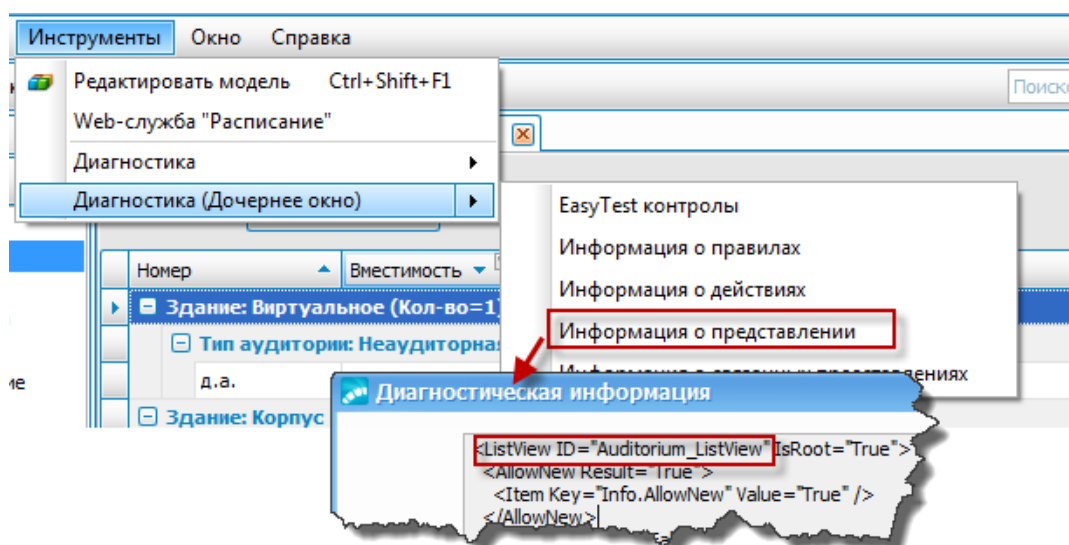 Инструменты Окно Справка
Редактировать модель Ctrl+Shift+F1
Поиск
Web-служба "Расписание"
Диагностика
Диагностика (Дочернее окно)
EasyTest контролы
Информация о правилах
Информация о действиях
Информация о представлении
Номер Вместимость
Здание: Виртуальное (Кол-во=1)
Тип аудитории: Неаудиторная
д.а.
Здание: Корпус
Диагностическая информация
<ListView ID="Auditorium_ListView" IsRoot="True">
<AllowNew Result="True">
<Item Key="Info.AllowNew" Value="True" />
</AllowNew>